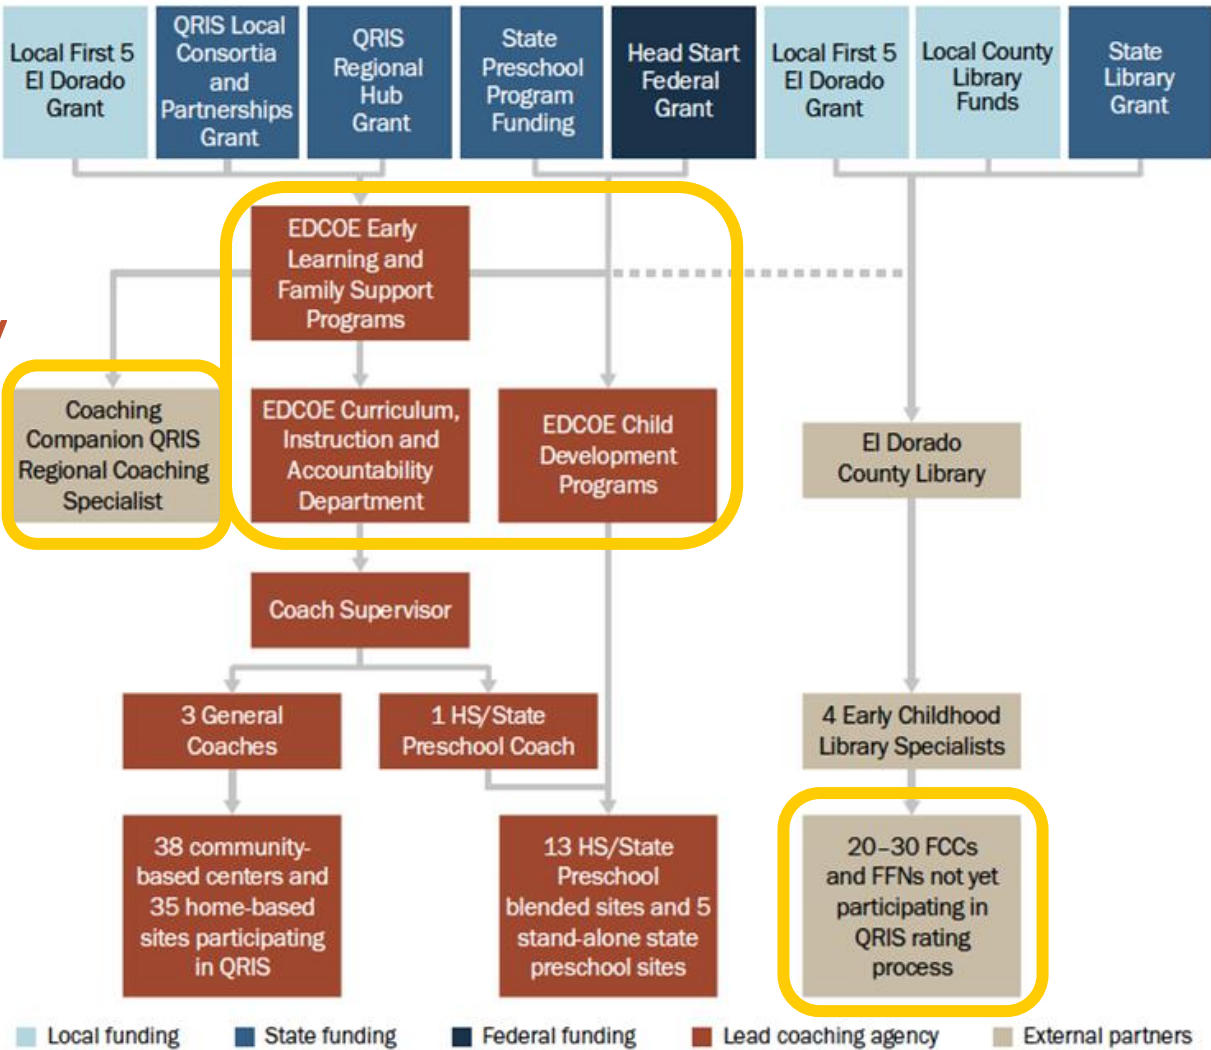 Local First 5
El Dorado
Grant
QRIS Local
Consortia
and
Partnerships
Grant
QRIS
Regional
Hub
Grant
State
Preschool
Program
Funding
Head Start
Federal
Grant
Local First 5
El Dorado
Grant
Local County
Library
Funds
State
Library
Grant
EDCOE Early
Learning and
Family Support
Programs
Coaching
Companion QRIS
Regional Coaching
Specialist
EDCOE Curriculum,
Instruction and
Accountability
Department
EDCOE Child
Development
Programs
El Dorado
County Library
Coach Supervisor
3 General
Coaches
1 HS/State
Preschool Coach
4 Early Childhood
Library Specialists
38 community-
based centers and
35 home-based
sites participating
in QRIS
13 HS/State
Preschool
blended sites and 5
stand-alone state
preschool sites
20–30 FCCs
and FFNs not yet
participating in
QRIS rating
process
Local funding
State funding
Federal funding
Lead coaching agency
External partners